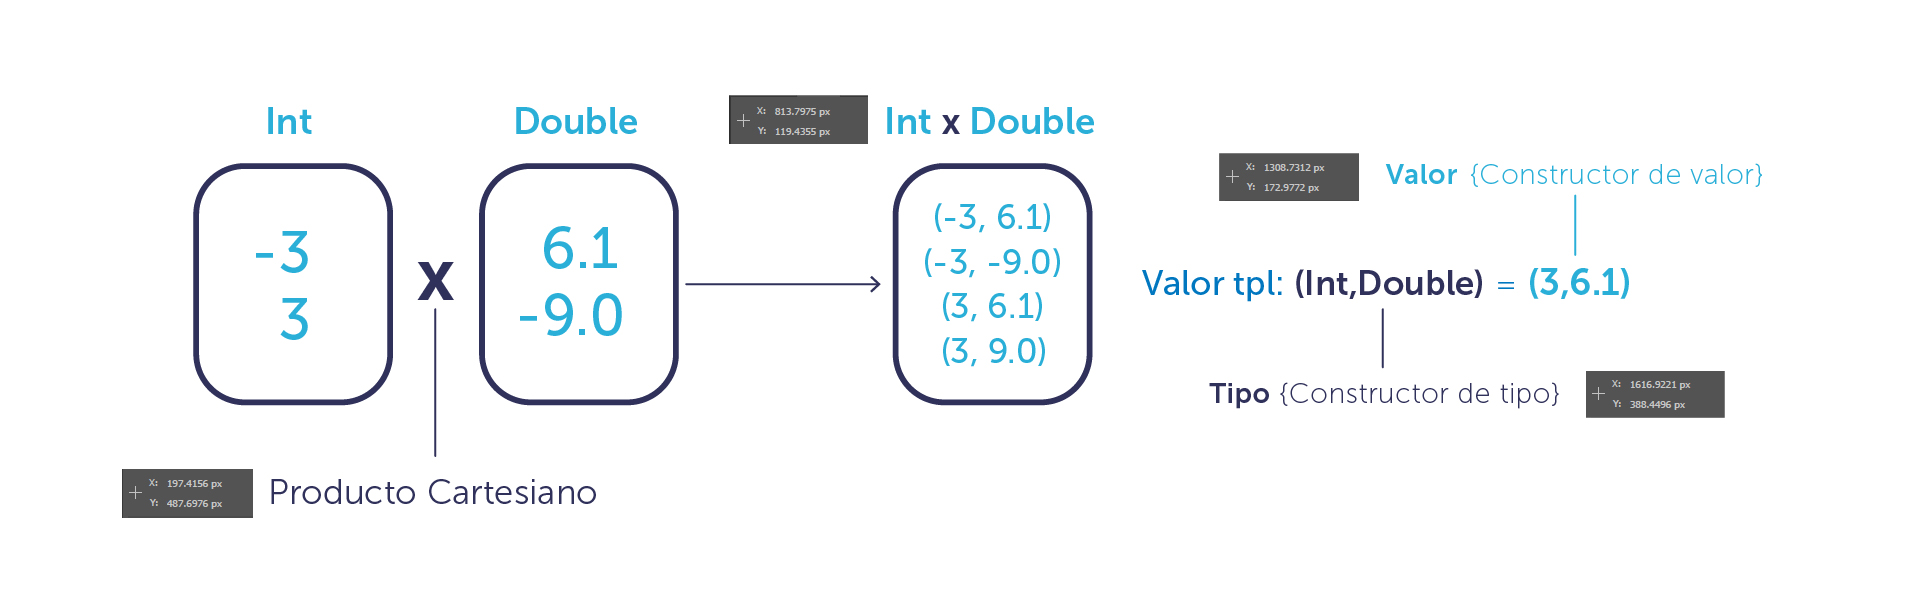 Int
-3
3
x
Double
6.1
-9.0
X: 813.7975 px
Y: 119.4355 px
Int x Double
(-3, 6.1)
(-3, -9.0)
(3, 6.1)
(3, 9.0)
X: 197.4156 px
Y: 487.6976 px
Producto Cartesiano
X: 1308.7312 px
Y: 172.9772 px
Valor {Constructor de valor}
Valor tpl: (Int,Double) = (3,6.1)
Tipo {Constructor de tipo}
X: 1616.9221 px
Y: 388.4496 px